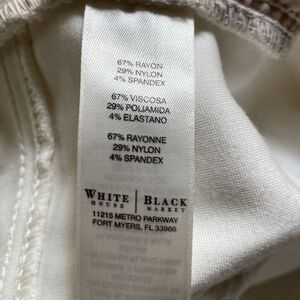 67% RAYON
29% NYLON
4% SPANDEX
67% VISCOSA
29% POLIAMIDA
4% ELASTANO
67% RAYONNE
29% NYLON
4% SPANDEX
WHITE | BLACK
HOUSE | MARKET
11215 METRO PARKWAY
FORT MYERS, FL 33966